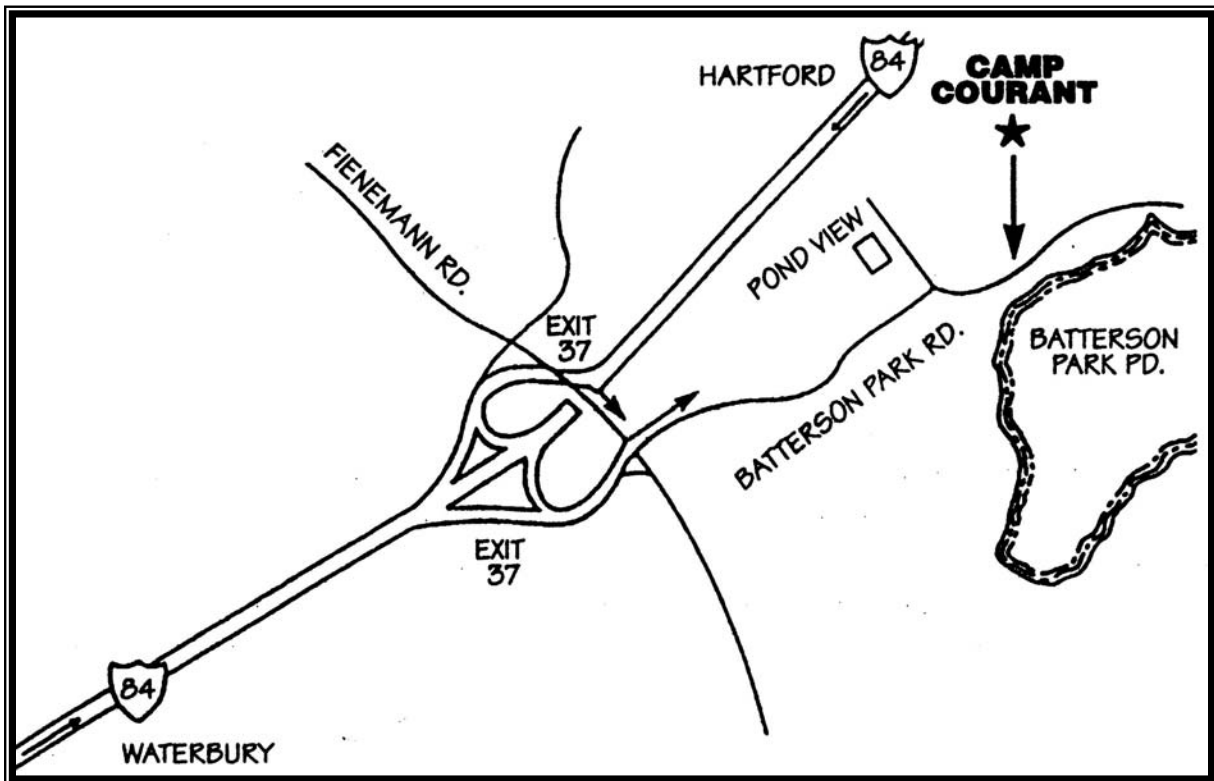 HARTFORD
84
CAMP
COURANT
FIENEMANN RD.
POND VIEW
EXIT
37
BATTERSON PARK RD.
BATTERSON
PARK PD.
EXIT
37
84
WATERBURY